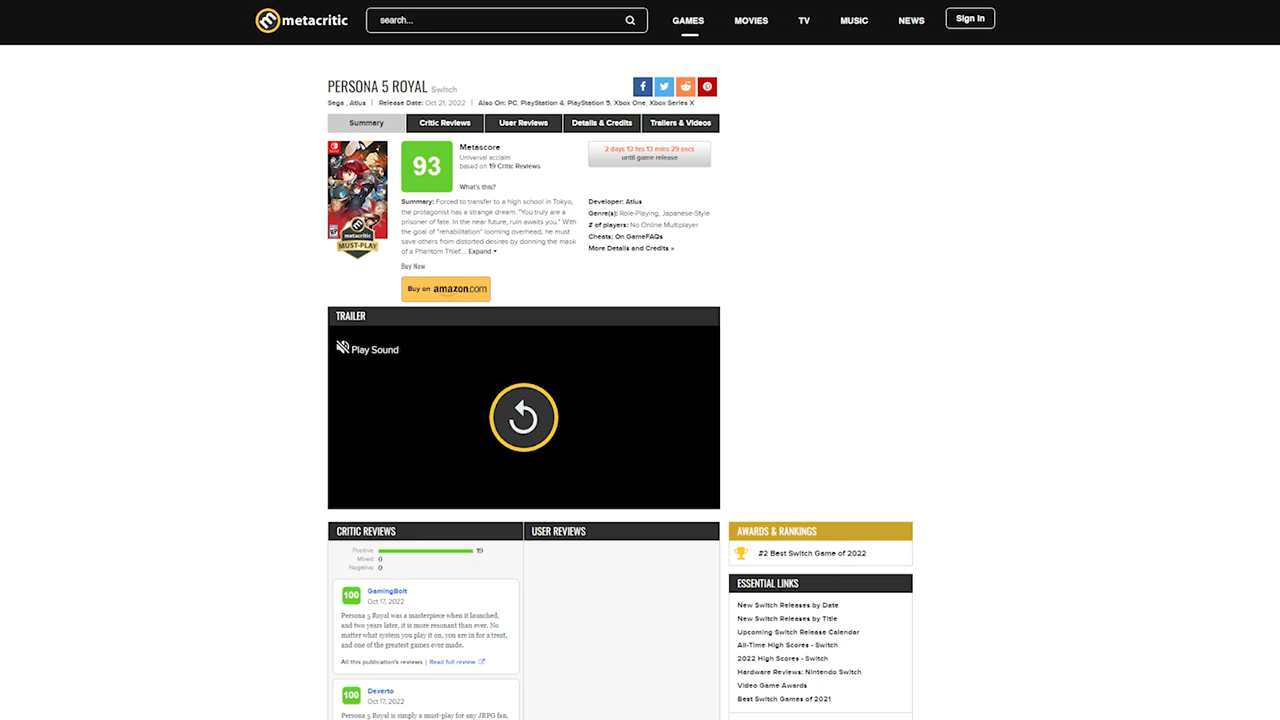 metacritic
search...
GAMES
MOVIES
TV
MUSIC
NEWS
Sign In
PERSONA 5 ROYAL Switch
Sega , Atlus | Release Date: Oct 21, 2022 | Also On: PC, PlayStation 4, PlayStation 5, Xbox One, Xbox Series X
Summary
Critic Reviews
User Reviews
Details & Credits
Trailers & Videos
metacritic
MUST-PLAY
93
Metascore
Universal acclaim
based on 19 Critic Reviews
What's this?
Summary: Forced to transfer to a high school in Tokyo,
the protagonist has a strange dream. "You truly are a
prisoner of fate. In the near future, ruin awaits you." With
the goal of "rehabilitation" looming overhead, he must
save others from distorted desires by donning the mask
of a Phantom Thief... Expand
Buy Now
Buy on amazon.com
2 days 13 hrs 13 mins 29 secs
until game release
Developer: Atlus
Genre(s): Role-Playing, Japanese-Style
# of players: No Online Multiplayer
Cheats: On GameFAQs
More Details and Credits »
TRAILER
Play Sound
CRITIC REVIEWS
Positive: 19
Mixed: 0
Negative: 0
100
GamingBolt
Oct 17, 2022
Persona 5 Royal was a masterpiece when it launched,
and two years later, it is more resonant than ever. No
matter what system you play it on, you are in for a treat,
and one of the greatest games ever made.
All this publication's reviews | Read full review
100
Dexerto
Oct 17, 2022
Persona 5 Royal is simply a must-play for any JRPG fan,
USER REVIEWS
AWARDS & RANKINGS
#2 Best Switch Game of 2022
ESSENTIAL LINKS
New Switch Releases by Date
New Switch Releases by Title
Upcoming Switch Release Calendar
All-Time High Scores - Switch
2022 High Scores - Switch
Hardware Reviews: Nintendo Switch
Video Game Awards
Best Switch Games of 2021